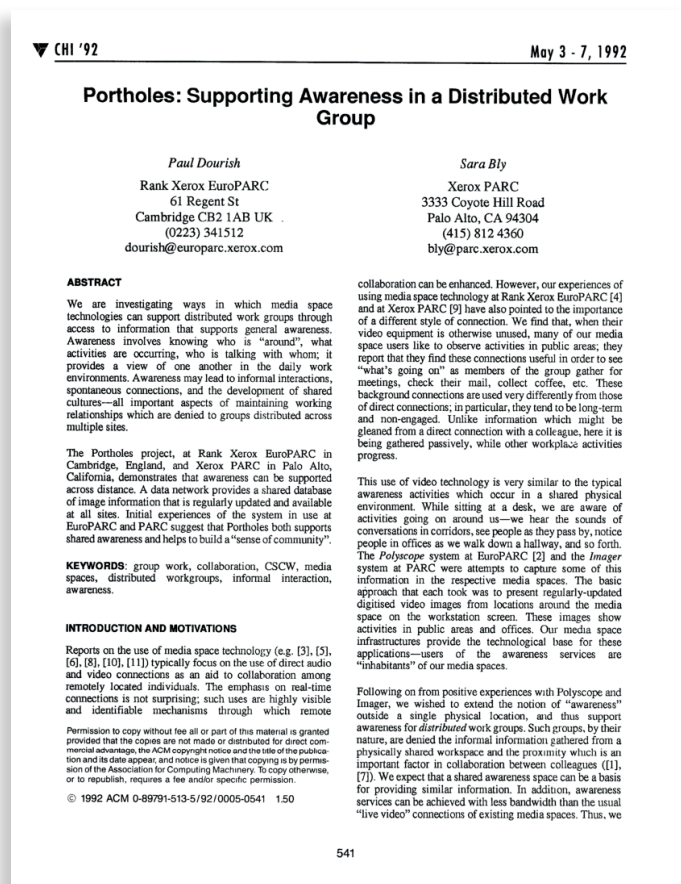 CHI '92
May 3 - 7, 1992
Portholes: Supporting Awareness in a Distributed Work
Group
Paul Dourish
Rank Xerox EuroPARC
61 Regent St
Cambridge CB2 1AB UK
(0223) 341512
dourish@europarc.xerox.com
Sara Bly
Xerox PARC
3333 Coyote Hill Road
Palo Alto, CA 94304
(415) 812 4360
bly@parc.xerox.com
ABSTRACT
We are investigating ways in which media space
technologies can support distributed work groups through
access to information that supports general awareness.
Awareness involves knowing who is “around”, what
activities are occurring, who is talking with whom; it
provides a view of one another in the daily work
environments. Awareness may lead to informal interactions,
spontaneous connections, and the development of shared
cultures—all important aspects of maintaining working
relationships which are denied to groups distributed across
multiple sites.
The Portholes project, at Rank Xerox EuroPARC in
Cambridge, England, and Xerox PARC in Palo Alto,
California, demonstrates that awareness can be supported
across distance. A data network provides a shared database
of image information that is regularly updated and available
at all sites. Initial experiences of the system in use at
EuroPARC and PARC suggest that Portholes both supports
shared awareness and helps to build a “sense of community”.
KEYWORDS: group work, collaboration, CSCW, media
spaces, distributed workgroups, informal interaction,
awareness.
INTRODUCTION AND MOTIVATIONS
Reports on the use of media space technology (e.g. [3], [5],
[6], [8], [10], [11]) typically focus on the use of direct audio
and video connections as an aid to collaboration among
remotely located individuals. The emphasis on real-time
connections is not surprising; such uses are highly visible
and identifiable mechanisms through which remote
Permission to copy without fee all or part of this material is granted
provided that the copies are not made or distributed for direct com-
mercial advantage, the ACM copyright notice and the title of the publica-
tion and its date appear, and notice is given that copying is by permis-
sion of the Association for Computing Machinery. To copy otherwise,
or to republish, requires a fee and/or specific permission.
© 1992 ACM 0-89791-513-5/92/0005-0541 1.50
collaboration can be enhanced. However, our experiences of
using media space technology at Rank Xerox EuroPARC [4]
and at Xerox PARC [9] have also pointed to the importance
of a different style of connection. We find that, when their
video equipment is otherwise unused, many of our media
space users like to observe activities in public areas; they
report that they find these connections useful in order to see
“what's going on” as members of the group gather for
meetings, check their mail, collect coffee, etc. These
background connections are used very differently from those
of direct connections; in particular, they tend to be long-term
and non-engaged. Unlike information which might be
gleaned from a direct connection with a colleague, here it is
being gathered passively, while other workplace activities
progress.
This use of video technology is very similar to the typical
awareness activities which occur in a shared physical
environment. While sitting at a desk, we are aware of
activities going on around us—we hear the sounds of
conversations in corridors, see people as they pass by, notice
people in offices as we walk down a hallway, and so forth.
The Polyscope system at EuroPARC [2] and the Imager
system at PARC were attempts to capture some of this
information in the respective media spaces. The basic
approach that each took was to present regularly-updated
digitised video images from locations around the media
space on the workstation screen. These images show
activities in public areas and offices. Our media space
infrastructures provide the technological base for these
applications—users of the awareness services are
“inhabitants” of our media spaces.
Following on from positive experiences with Polyscope and
Imager, we wished to extend the notion of “awareness”
outside a single physical location, and thus support
awareness for distributed work groups. Such groups, by their
nature, are denied the informal information gathered from a
physically shared workspace and the proximity which is an
important factor in collaboration between colleagues ([1],
[7]). We expect that a shared awareness space can be a basis
for providing similar information. In addition, awareness
services can be achieved with less bandwidth than the usual
“live video” connections of existing media spaces. Thus, we
541